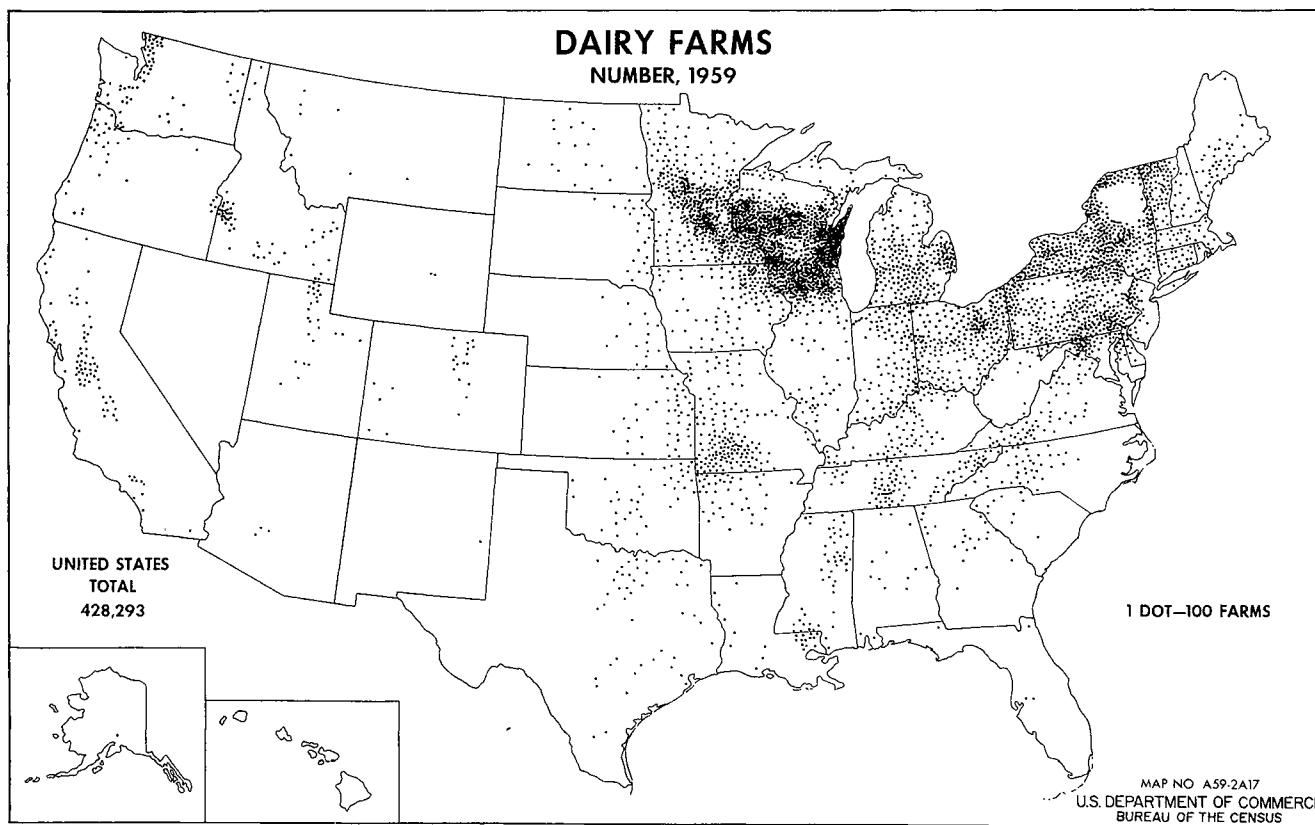 DAIRY FARMS
NUMBER, 1959
UNITED STATES
TOTAL
428,293
1 DOT—100 FARMS
MAP NO A59-2A17
U.S. DEPARTMENT OF COMMERCE
BUREAU OF THE CENSUS